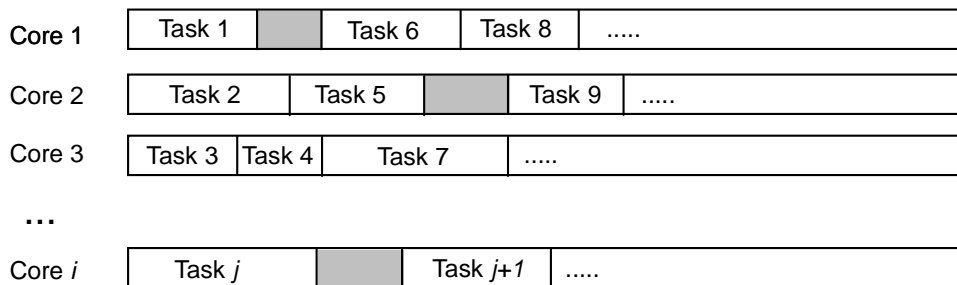 Core 1 Task 1 Task 6 Task 8 .....
Core 2 Task 2 Task 5 Task 9 .....
Core 3 Task 3 Task 4 Task 7 .....
...
Core i Task j Task j+1 .....